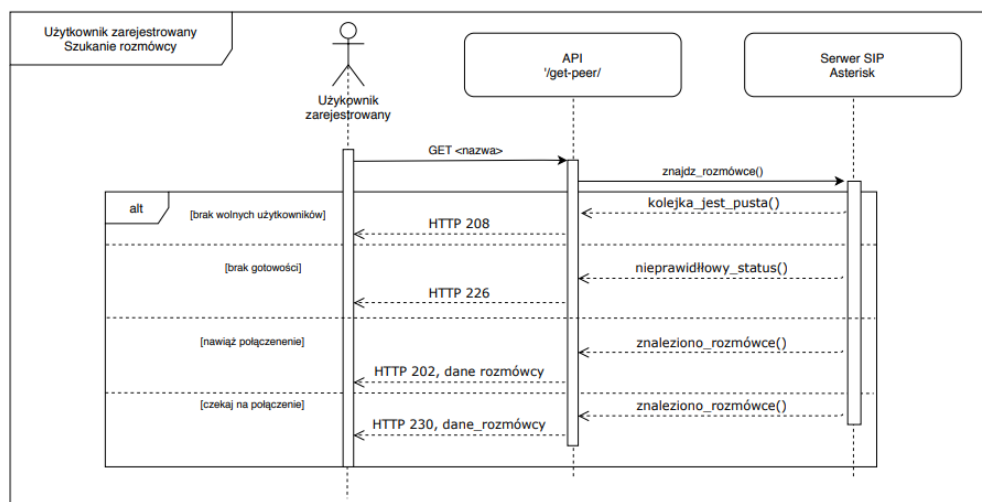 Użytkownik zarejestrowany
Szukanie rozmówcy
Użykownik
zarejestrowany
API
'/get-peer/
Serwer SIP
Asterisk
GET <nazwa>
znajdz_rozmówce()
alt
[brak wolnych użytkowników]
kolejka_jest_pusta()
HTTP 208
[brak gotowości]
nieprawidłłowy_status()
HTTP 226
[nawiąż połączenenie]
znaleziono_rozmówce()
HTTP 202, dane rozmówcy
[czekaj na połączenie]
znaleziono_rozmówce()
HTTP 230, dane_rozmówcy